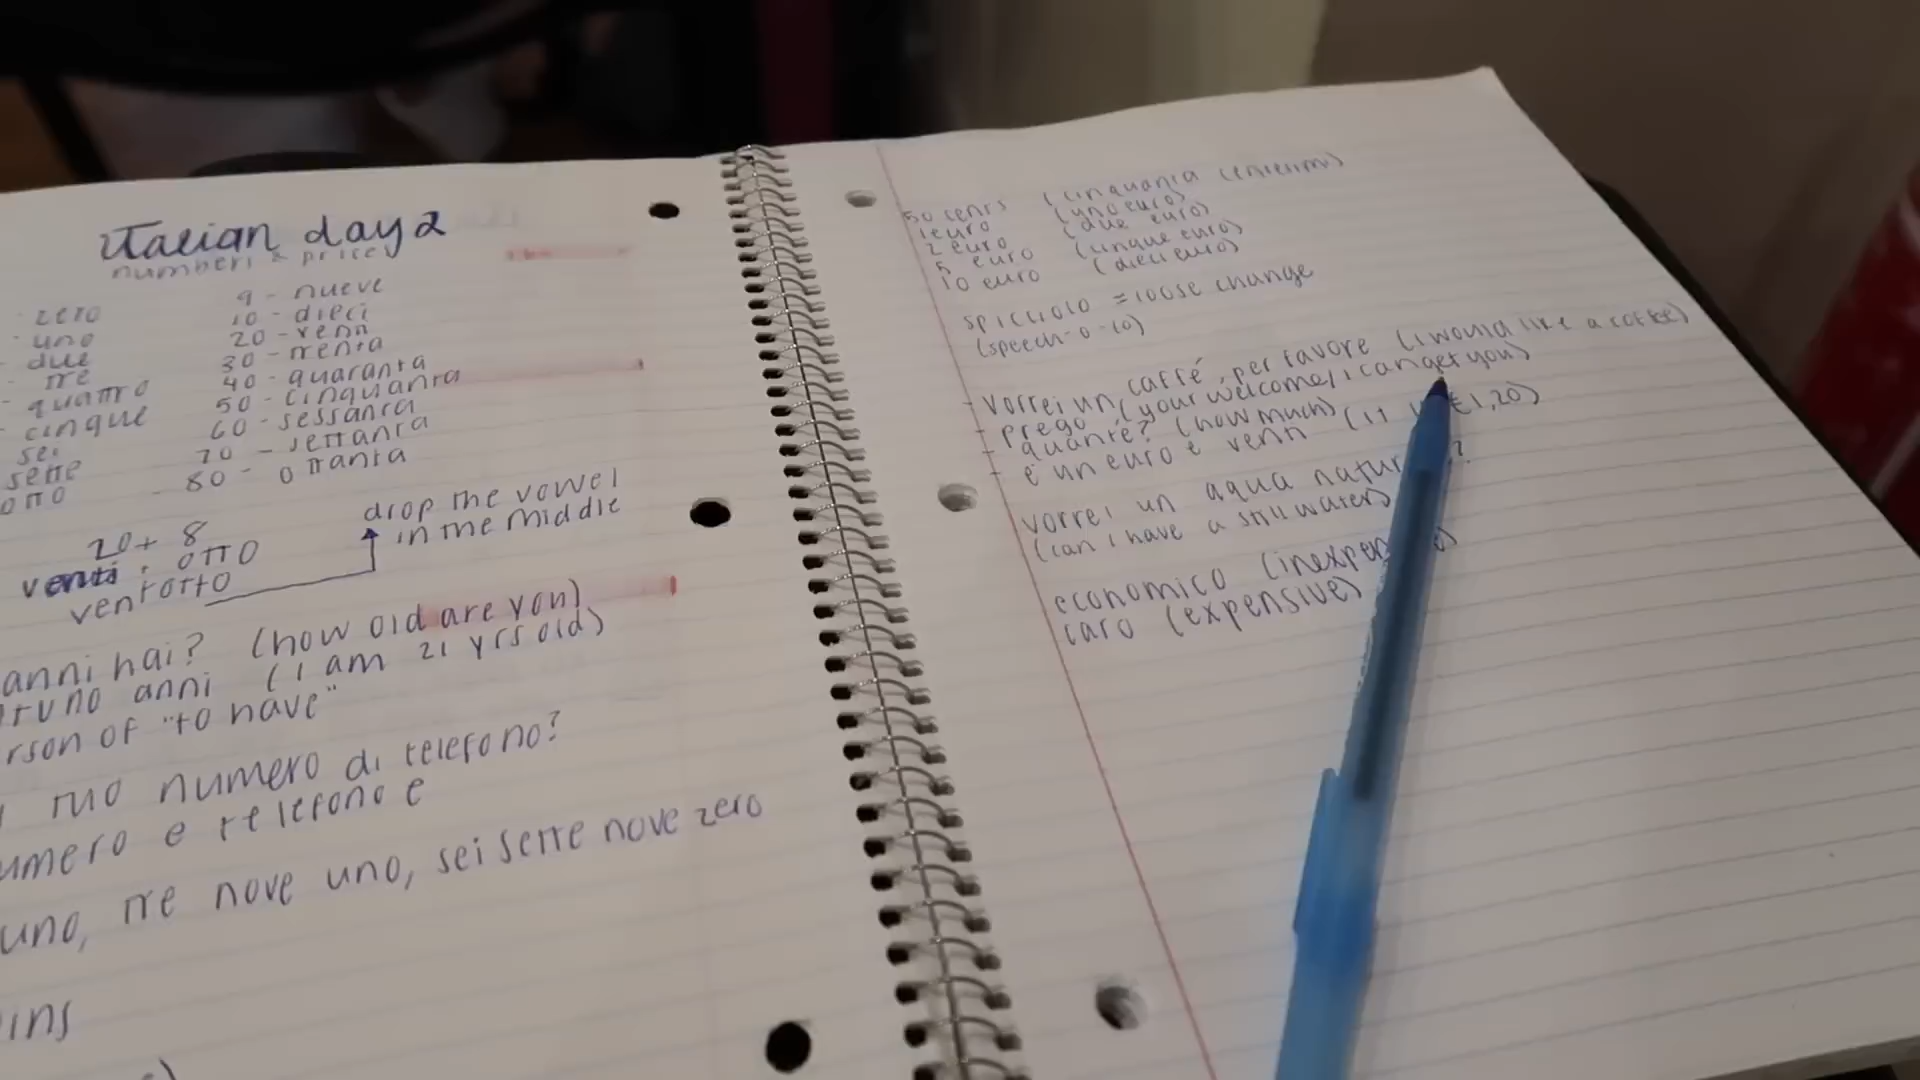 Italian day 2
numbers & prices
zero
uno
due
tre
quattro
cinque
sei
sette
otto
9 - nueve
10 - dieci
20 - venti
30 - trenta
40 - quaranta
50 - cinquanta
60 - sessanta
70 - settanta
80 - ottanta
20 + 8
venti + otto
ventotto
drop the vowel
in the middle
anni hai? (how old are you)
anni (I am 21 yrs old)
of "to have"
tuo numero di telefono?
e telefono e
uno, tre nove uno, sei sette nove zero
50 cents (cinquanta centesimi)
1 euro (uno euro)
2 euro (due euro)
5 euro (cinque euro)
10 euro (dieci euro)
spicciolo = loose change
(speech-o-lo)
- Vorrei un caffé, per favore (I would like a coffee)
- prego (your welcome/I can get you)
- quanté? (how much)
- é un euro e venti (it €1,20)
vorrei un aqua ?
(can I have a still water)
economico
caro (expensive)